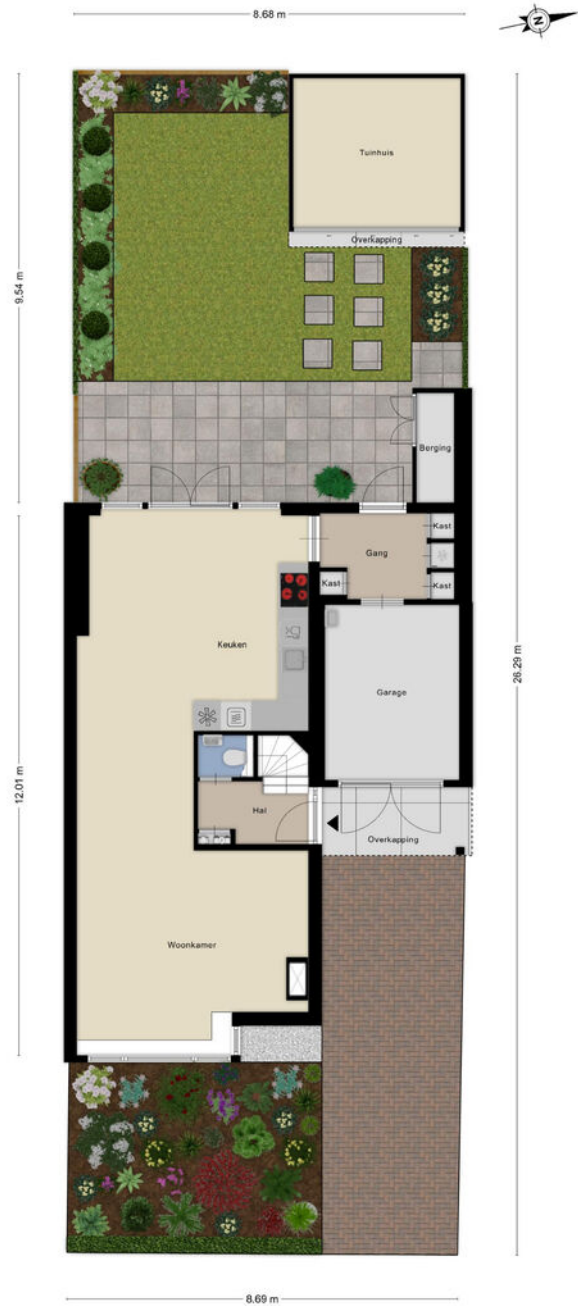 8.68 m
N
Tuinhuis
Overkapping
9.54 m
Berging
Gang
Kast
Kast
Kast
Keuken
Garage
26.29 m
12.01 m
Hal
Overkapping
Woonkamer
8.69 m